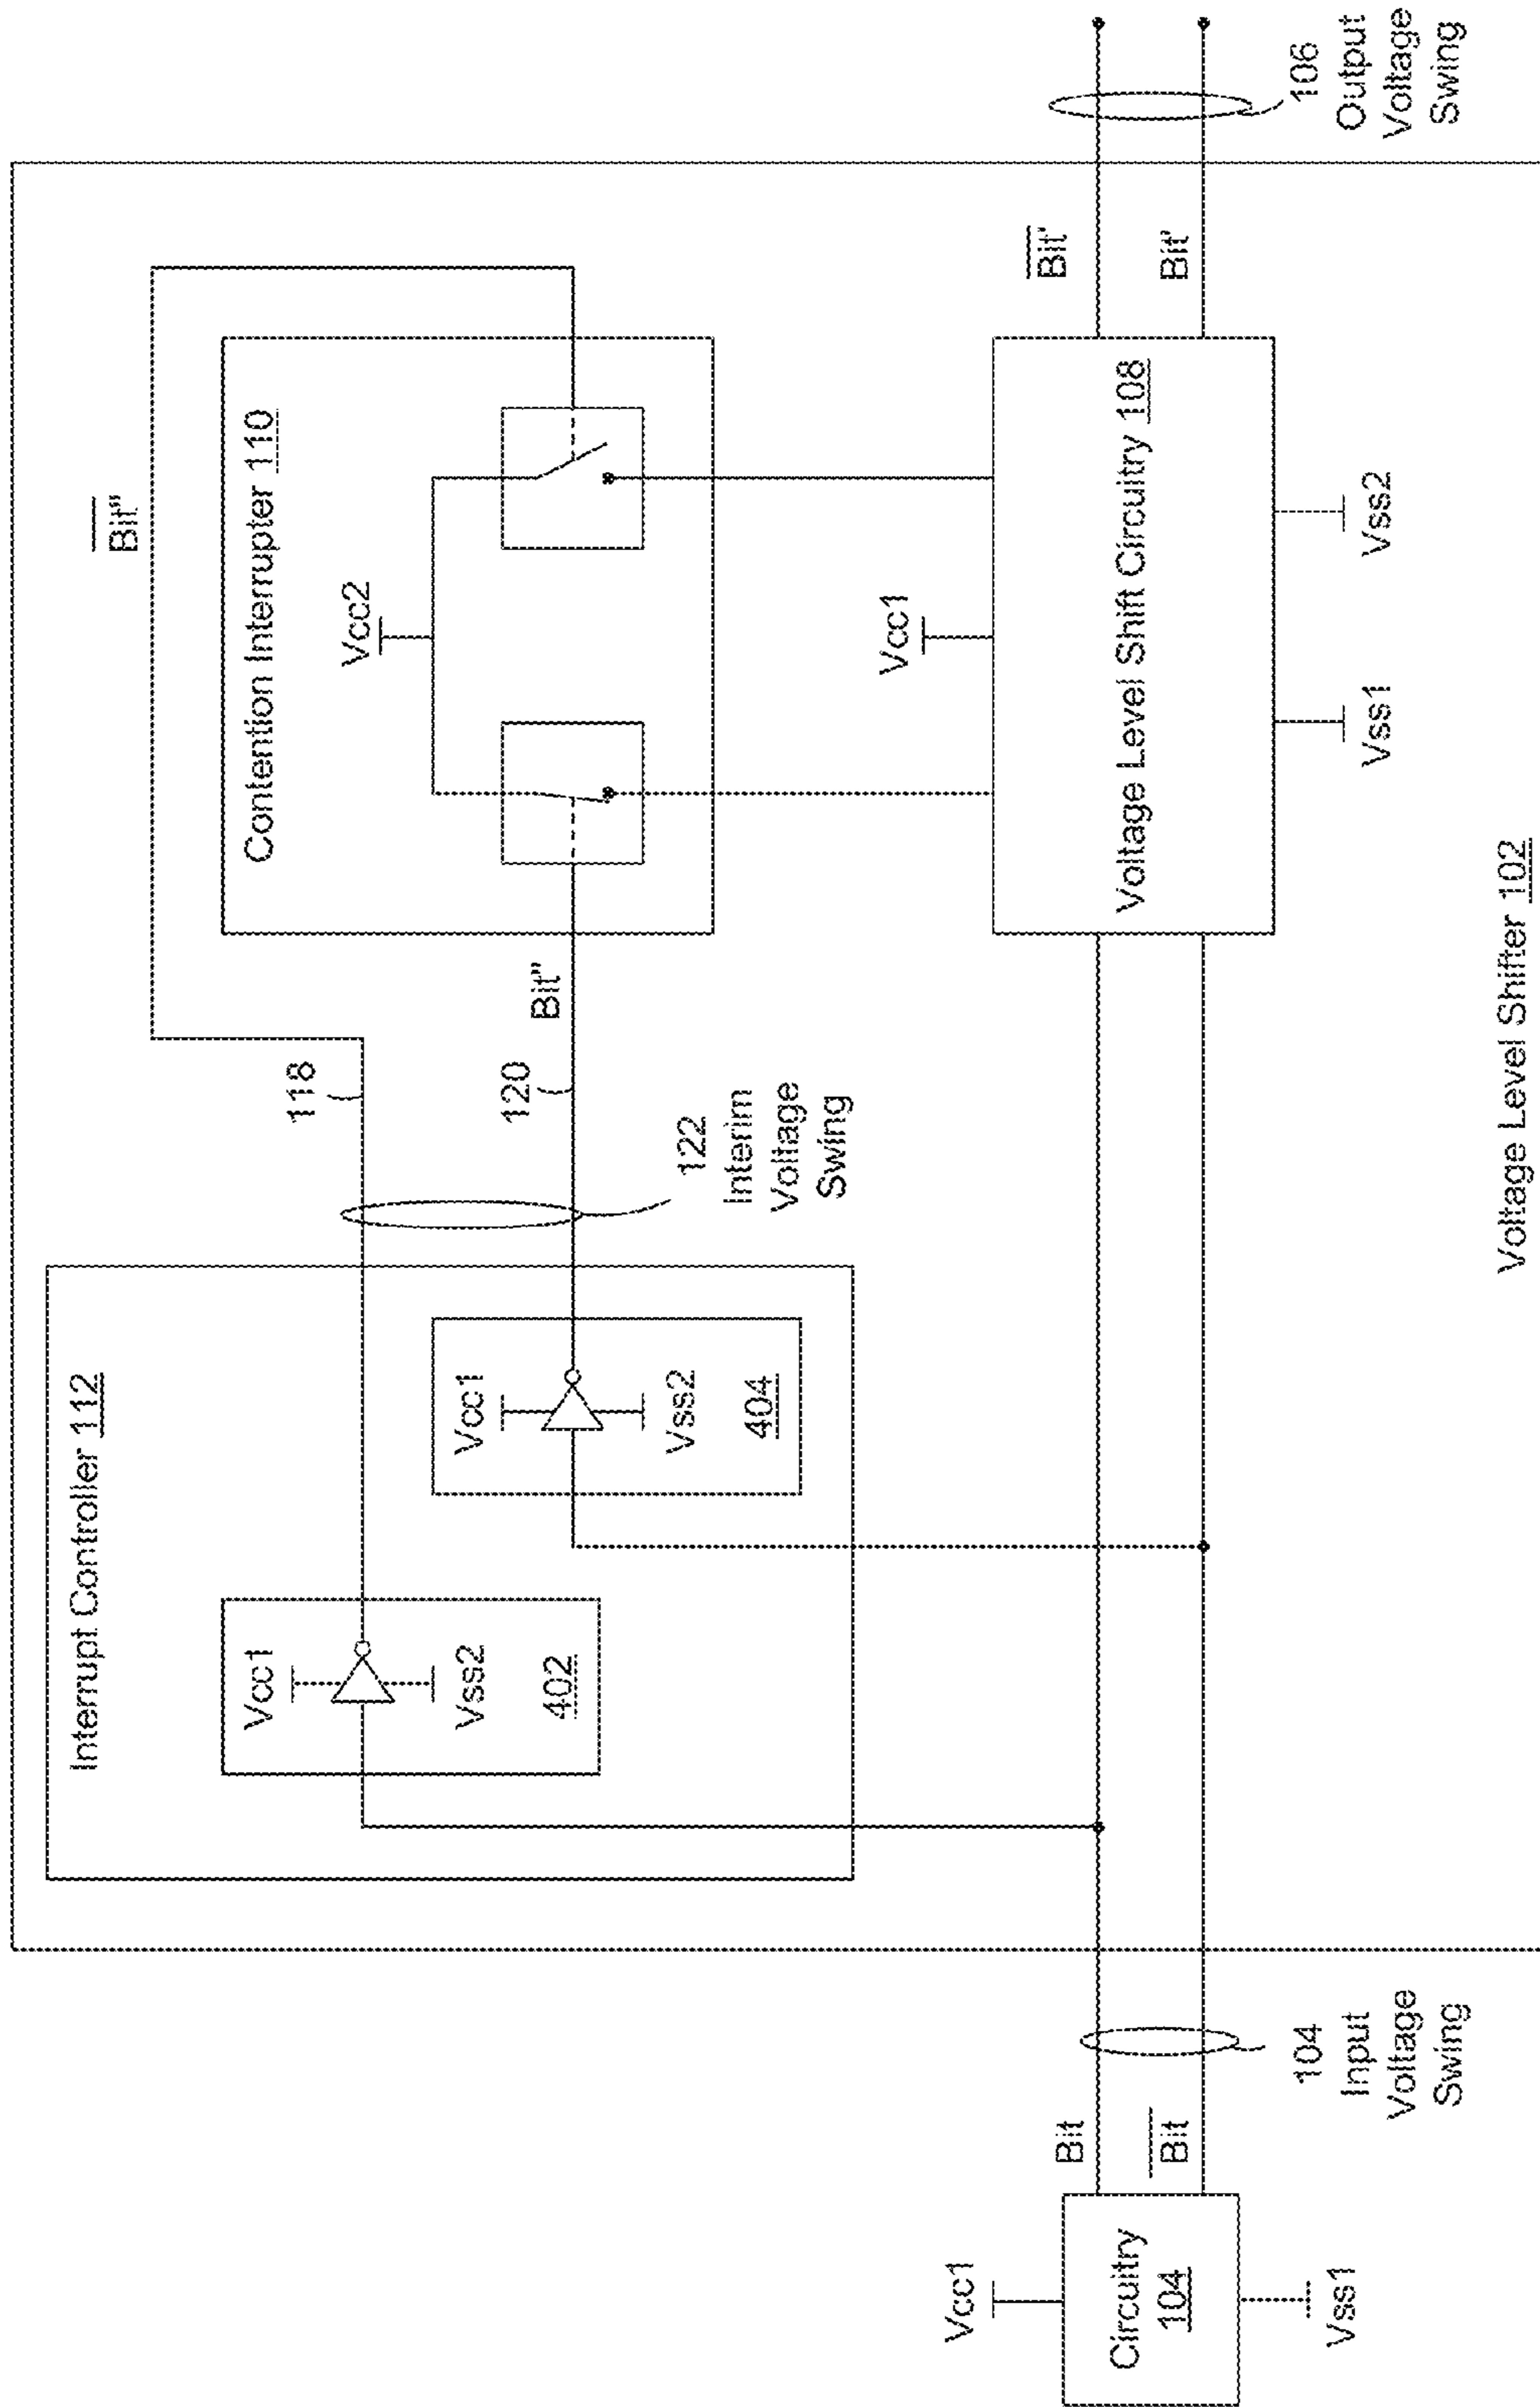 Interrupt Controller 112
Vcc1
Vss2
402
Vcc1
Vss2
404
118
120
122
Interim
Voltage
Swing
Bit"
Bit"
Contention Interrupter 110
Vcc2
Vcc1
Voltage Level Shift Circuitry 108
Vss1
Vss2
Vcc1
Circuitry
104
Vss1
Bit
Bit
104
Input
Voltage
Swing
Bit'
Bit'
106
Output
Voltage
Swing
Voltage Level Shifter 102